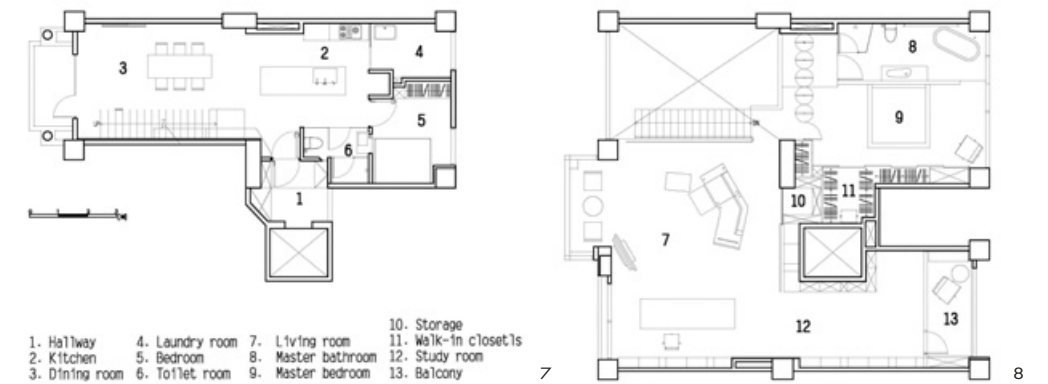 3
2
4
5
6
1
8
9
10
11
7
12
13
1. Hallway
2. Kitchen
3. Dining room
4. Laundry room
5. Bedroom
6. Toilet room
7. Living room
8. Master bathroom
9. Master bedroom
10. Storage
11. Walk-in closetls
12. Study room
13. Balcony
7
8